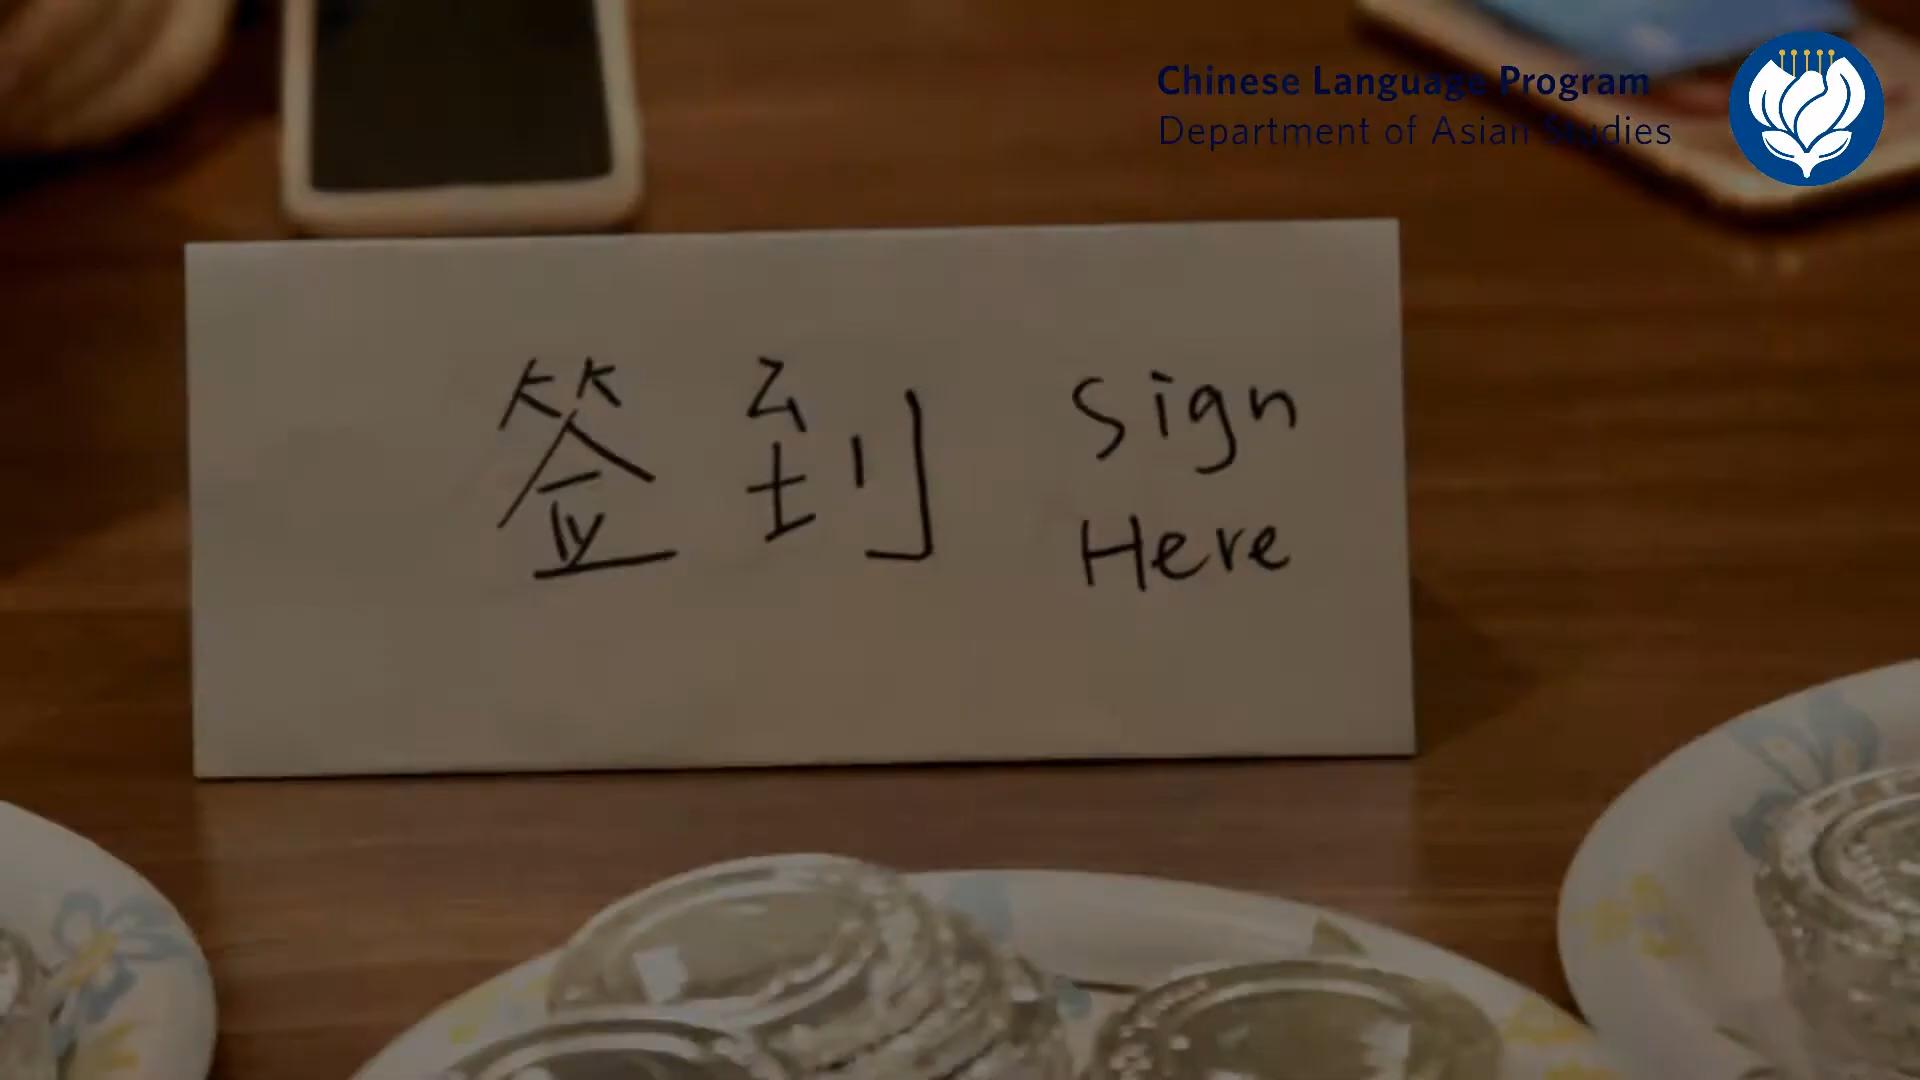 Chinese Language Program
Department of Asian Studies
签到
Sign
Here